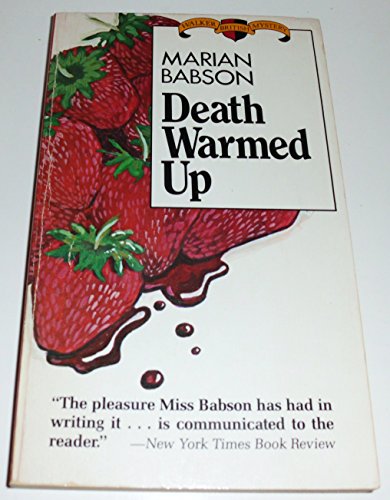 WALKER BRITISH MYSTERY
MARIAN
BABSON
Death
Warmed
Up
“The pleasure Miss Babson has had in
writing it . . . is communicated to the
reader.” —New York Times Book Review